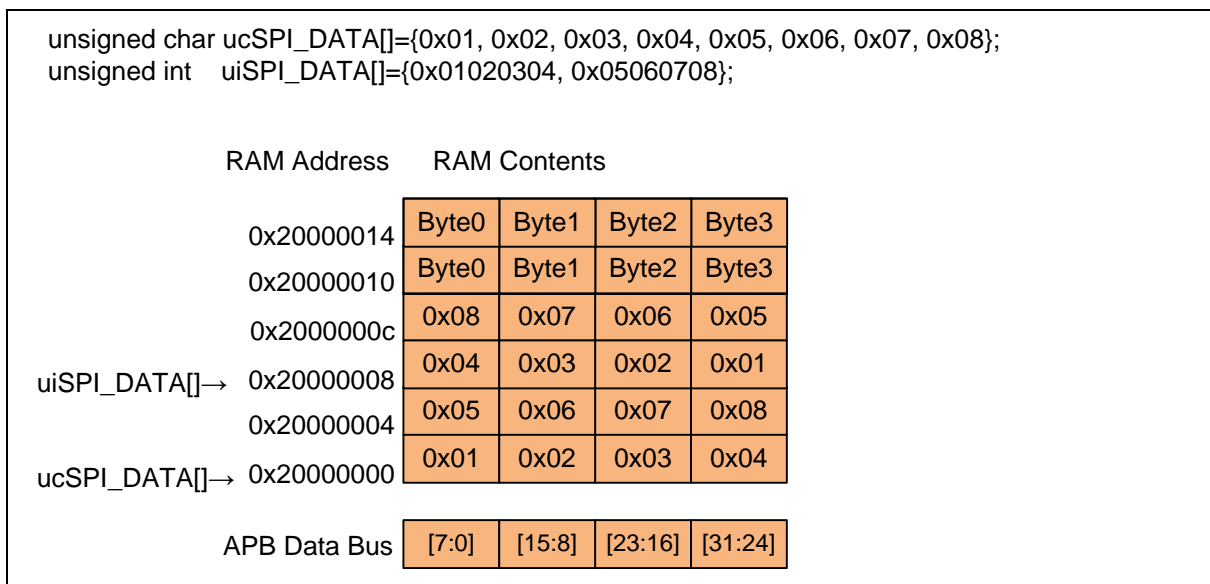 unsigned char ucSPI_DATA[]={0x01, 0x02, 0x03, 0x04, 0x05, 0x06, 0x07, 0x08};
unsigned int uiSPI_DATA[]={0x01020304, 0x05060708};
RAM Address RAM Contents
0x20000014 Byte0 Byte1 Byte2 Byte3
0x20000010 Byte0 Byte1 Byte2 Byte3
0x2000000c 0x08 0x07 0x06 0x05
uiSPI_DATA[]→ 0x20000008 0x04 0x03 0x02 0x01
0x20000004 0x05 0x06 0x07 0x08
ucSPI_DATA[]→ 0x20000000 0x01 0x02 0x03 0x04
APB Data Bus [7:0] [15:8] [23:16] [31:24]